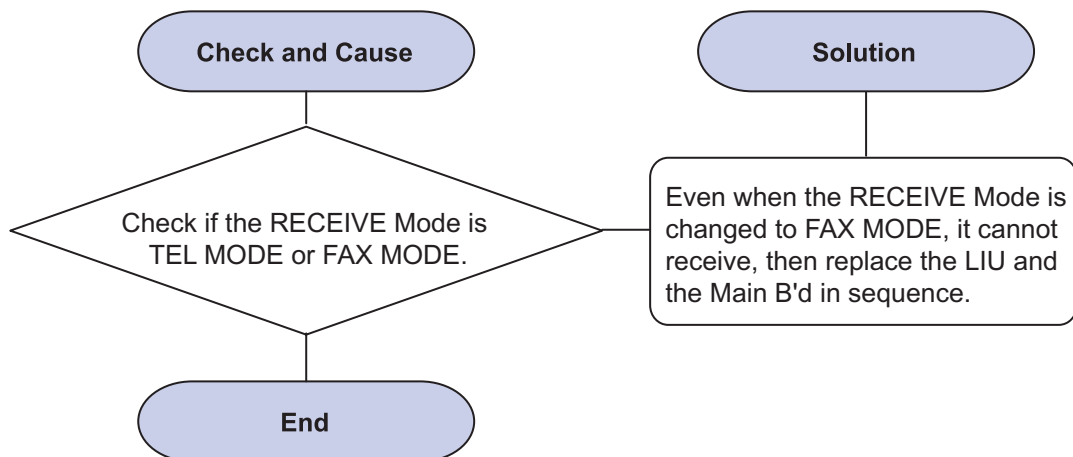 Check and Cause
Solution
Check if the RECEIVE Mode is
TEL MODE or FAX MODE.
Even when the RECEIVE Mode is
changed to FAX MODE, it cannot
receive, then replace the LIU and
the Main B'd in sequence.
End